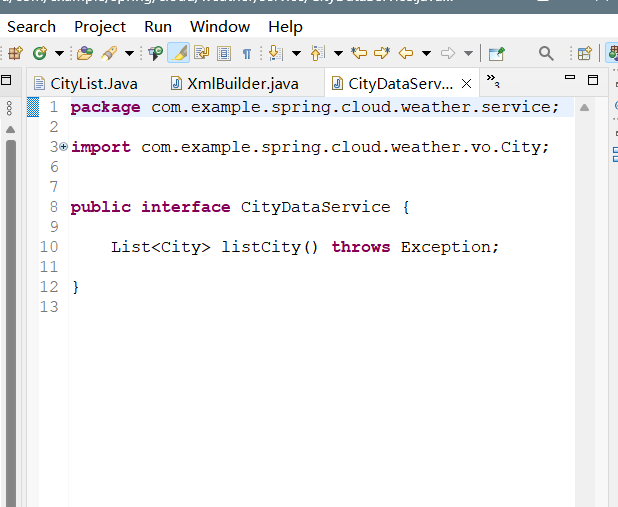 Search Project Run Window Help
CityList.Java XmlBuilder.java CityDataServ... 3
1 package com.example.spring.cloud.weather.service;
2
3 import com.example.spring.cloud.weather.vo.City;
6
7
8 public interface CityDataService {
9
10 List<City> listCity() throws Exception;
11
12 }
13